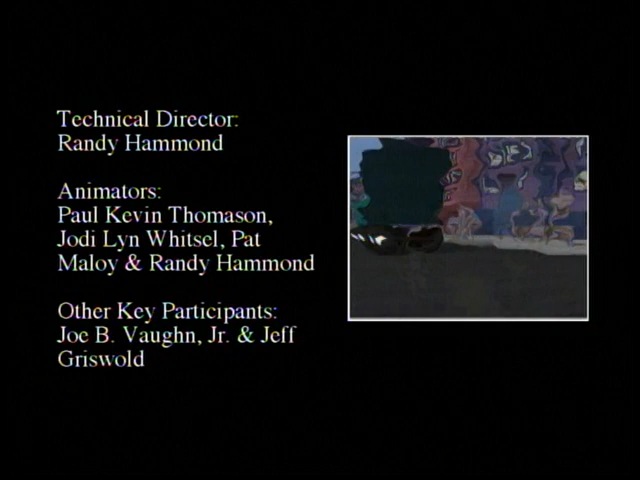 Technical Director:
Randy Hammond
Animators:
Paul Kevin Thomason,
Jodi Lyn Whitsel, Pat
Maloy & Randy Hammond
Other Key Participants:
Joe B. Vaughn, Jr. & Jeff
Griswold